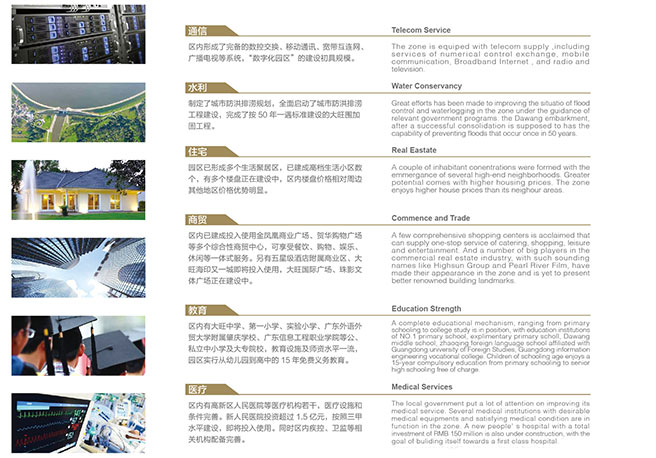 通信
Telecom Service
区内形成了完备的数控交换、移动通讯、宽带互连网、
广播电视等系统。“数字化园区”的建设初具规模。
The zone is equiped with telecom supply ,including
services of numerical control exchange, mobile
communication, Broadband Internet , and radio and
television.
水利
Water Conservancy
制定了城市防洪排涝规划，全面启动了城市防洪排涝
工程建设，完成了按 50 年一遇标准建设的大旺围加
固工程。
Great efforts has been made to improving the situatio of flood
control and waterlogging in the zone under the guidance of
relevant government programs. the Dawang embarkment,
after a successful consolidation is supposed to has the
capability of preventing floods that occur once in 50 years.
住宅
Real Eastate
园区已形成多个生活聚居区，已建成高档生活小区数
个、有多个楼盘正在建设中，区内楼盘价格相对周边
其他地区价格优势明显。
A couple of inhabitant conentrations were formed with the
emmergance of several high-end neighborhoods. Greater
potential comes with higher housing prices. The zone
enjoys higher house prices than its neighour areas.
商贸
Commence and Trade
区内已建成投入使用金凤凰商业广场、贺华购物广场
等多个综合性商贸中心，可享受餐饮、购物、娱乐、
休闲等一体式服务。另有五星级酒店附属商业区、大
旺海印又一城即将投入使用，大旺国际广场、珠影文
体广场正在建设中。
A few comprehensive shopping centers is acclaimed that
can supply one-stop service of catering, shopping, leisure
and entertainment. And a number of big players in the
commercial real estate industry, with such sounding
names like Highsun Group and Pearl River Film, have
made their appearance in the zone and is yet to present
better renowned building landmarks.
教育
Education Strength
区内有大旺中学、第一小学、实验小学、广东外语外
贸大学附属肇庆学校、广东信息工程职业学院等公、
私立中小学及大专院校，教育设施及师资水平一流，
园区实行从幼儿园到高中的 15 年免费义务教育。
A complete educational mechanism, ranging from primary
schooling to college study is in position, with education institutions
of NO.1 primary school, explimentary primary scholl, Dawang
middle school, zhaoqing foreign language school affiliated with
Guangdong unversity of Foreign Studies, Guangdong information
engineering vocational college. Children of schooling age enjoys a
15-year compulsory education from primary schooling to senior
high schooling free of charge.
医疗
Medical Services
区内有高新区人民医院等医疗机构若干，医疗设施和
条件完善。新人民医院投资超过 1.5 亿元，按照三甲
水平建设，即将投入使用。同时区内疾控、卫监等相
关机构配备完善。
The local government put a lot of attention on improving its
medical service. Several medical institutions with desirable
medical equipments and satisfying medical condition are in
function in the zone. A new people' s hospital with a total
investment of RMB 150 million is also under construction, with the
goal of buliding itself towards a first class hospital.